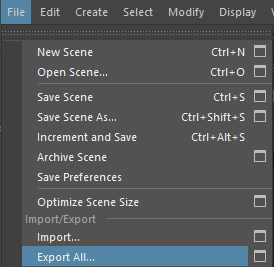 File Edit Create Select Modify Display
New Scene Ctrl+N
Open Scene... Ctrl+O
Save Scene Ctrl+S
Save Scene As... Ctrl+Shift+S
Increment and Save Ctrl+Alt+S
Archive Scene
Save Preferences
Optimize Scene Size
Import/Export
Import...
Export All...